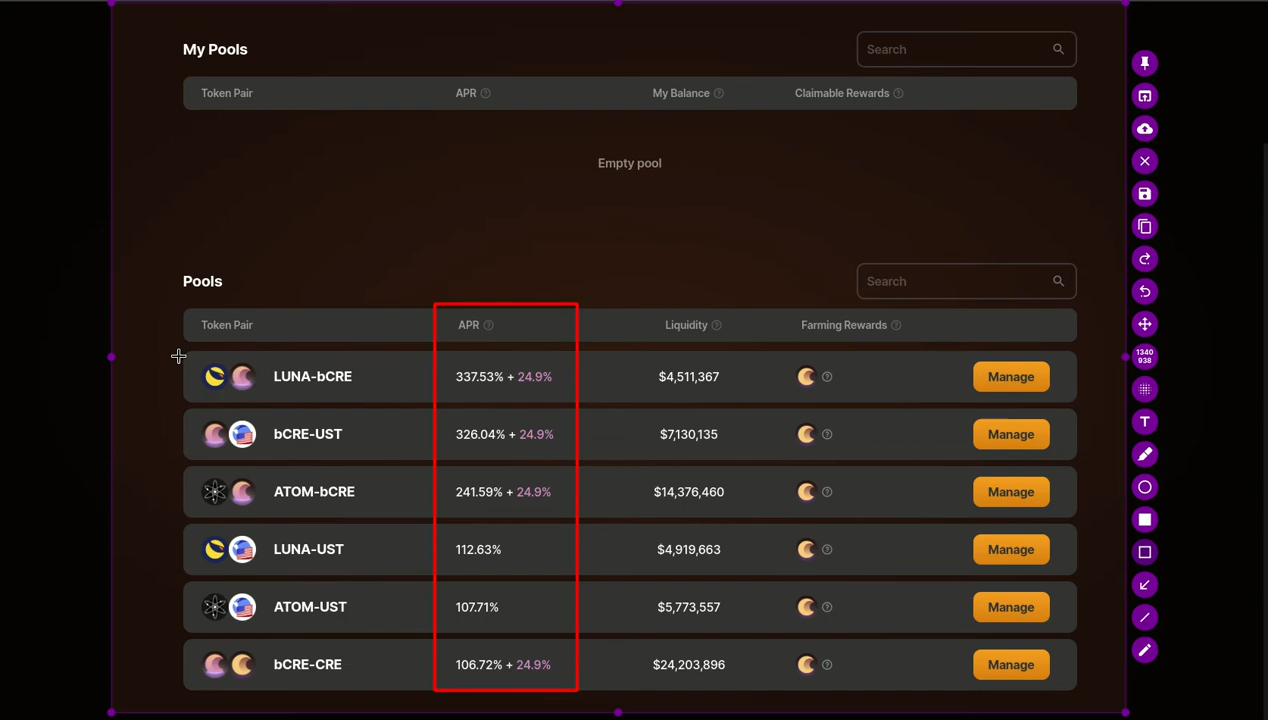 My Pools
Search
Token Pair APR My Balance Claimable Rewards
Empty pool
Pools
Search
Token Pair APR Liquidity Farming Rewards
LUNA-bCRE 337.53% + 24.9% $4,511,367 Manage
bCRE-UST 326.04% + 24.9% $7,130,135 Manage
ATOM-bCRE 241.59% + 24.9% $14,376,460 Manage
LUNA-UST 112.63% $4,919,663 Manage
ATOM-UST 107.71% $5,773,557 Manage
bCRE-CRE 106.72% + 24.9% $24,203,896 Manage
1340
938
T